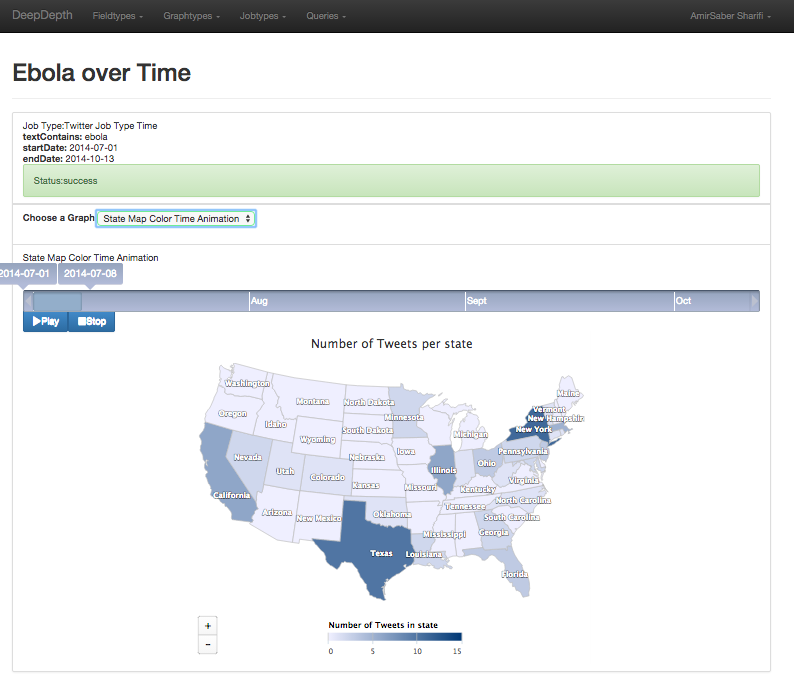 DeepDepth Fieldtypes Graphtypes Jobtypes Queries AmirSaber Sharifi
Ebola over Time
Job Type:Twitter Job Type Time
textContains: ebola
startDate: 2014-07-01
endDate: 2014-10-13
Status:success
Choose a Graph State Map Color Time Animation
State Map Color Time Animation
2014-07-01 2014-07-08
Aug Sept Oct
Play Stop
Number of Tweets per state
Washington
Maine
Montana North Dakota
Vermont
Oregon Minnesota New Hampshire
Idaho
South Dakota New York
Wyoming Michigan
Nevada Nebraska Iowa Pennsylvania
Utah Illinois Ohio
Colorado Kansas Missouri Kentucky Virginia
California North Carolina
Arizona New Mexico Oklahoma Tennessee
South Carolina
Mississippi Georgia
Texas Louisiana
Florida
+
-
Number of Tweets in state
0 5 10 15